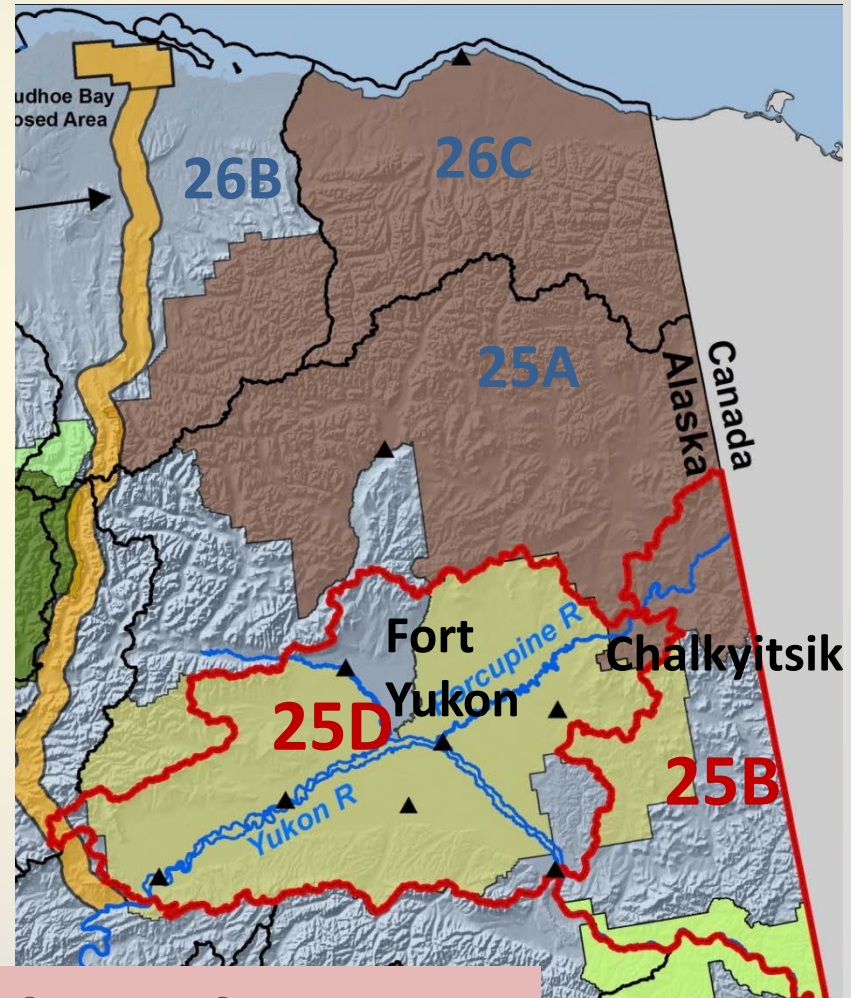 udhoe Bay
osed Area
26B
26C
25A
Canada
Alaska
Fort
Yukon
Porcupine R
Chalkyitsik
25D
25B
Yukon R